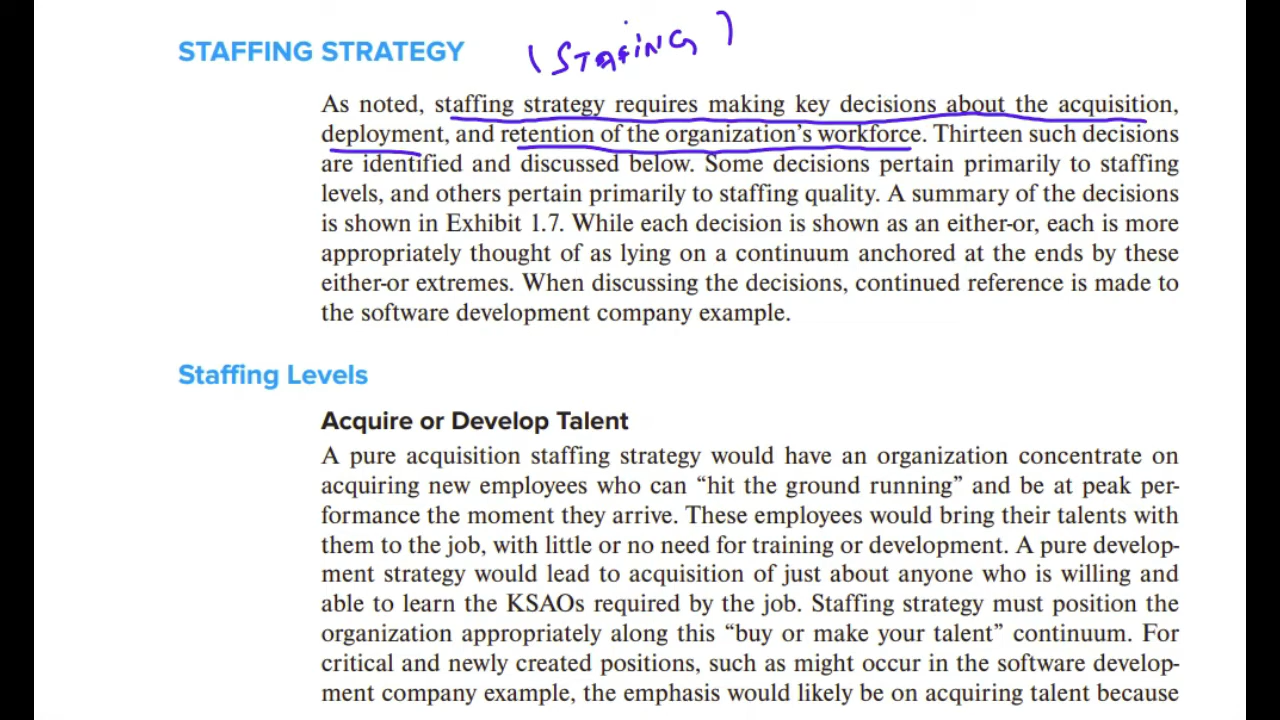 STAFFING STRATEGY (STAFING)
As noted, staffing strategy requires making key decisions about the acquisition,
deployment, and retention of the organization's workforce. Thirteen such decisions
are identified and discussed below. Some decisions pertain primarily to staffing
levels, and others pertain primarily to staffing quality. A summary of the decisions
is shown in Exhibit 1.7. While each decision is shown as an either-or, each is more
appropriately thought of as lying on a continuum anchored at the ends by these
either-or extremes. When discussing the decisions, continued reference is made to
the software development company example.
Staffing Levels
Acquire or Develop Talent
A pure acquisition staffing strategy would have an organization concentrate on
acquiring new employees who can “hit the ground running” and be at peak per-
formance the moment they arrive. These employees would bring their talents with
them to the job, with little or no need for training or development. A pure develop-
ment strategy would lead to acquisition of just about anyone who is willing and
able to learn the KSAOs required by the job. Staffing strategy must position the
organization appropriately along this “buy or make your talent” continuum. For
critical and newly created positions, such as might occur in the software develop-
ment company example, the emphasis would likely be on acquiring talent because